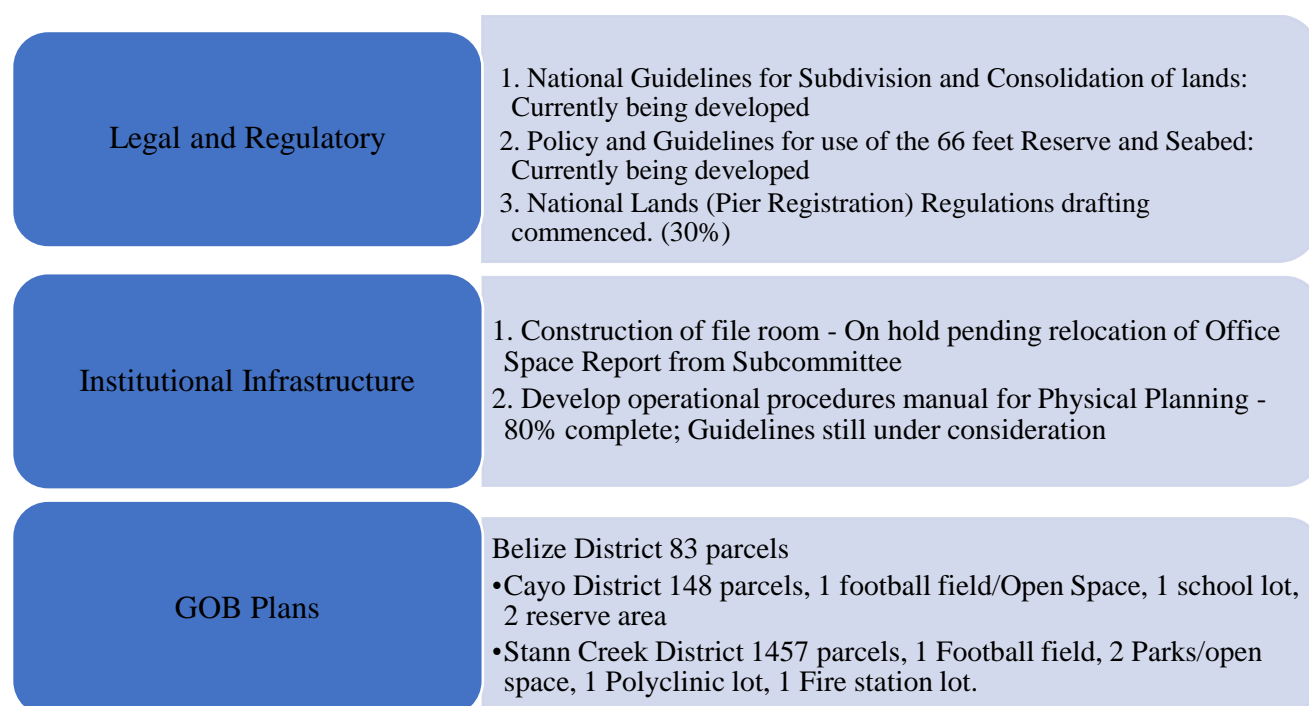 Legal and Regulatory
1. National Guidelines for Subdivision and Consolidation of lands:
Currently being developed
2. Policy and Guidelines for use of the 66 feet Reserve and Seabed:
Currently being developed
3. National Lands (Pier Registration) Regulations drafting
commenced. (30%)
Institutional Infrastructure
1. Construction of file room - On hold pending relocation of Office
Space Report from Subcommittee
2. Develop operational procedures manual for Physical Planning -
80% complete; Guidelines still under consideration
GOB Plans
Belize District 83 parcels
•Cayo District 148 parcels, 1 football field/Open Space, 1 school lot,
2 reserve area
•Stann Creek District 1457 parcels, 1 Football field, 2 Parks/open
space, 1 Polyclinic lot, 1 Fire station lot.